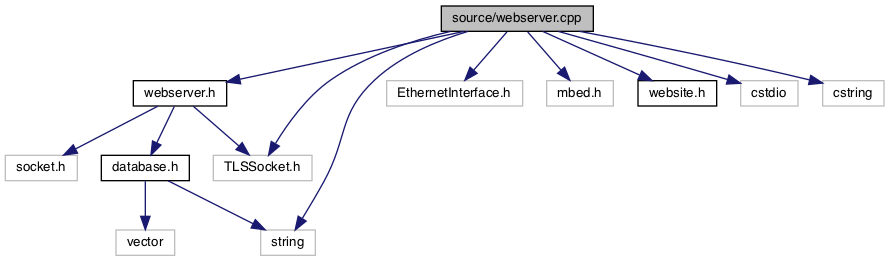 source/webserver.cpp
webserver.h
EthernetInterface.h
mbed.h
website.h
cstdio
cstring
socket.h
database.h
TLSSocket.h
vector
string